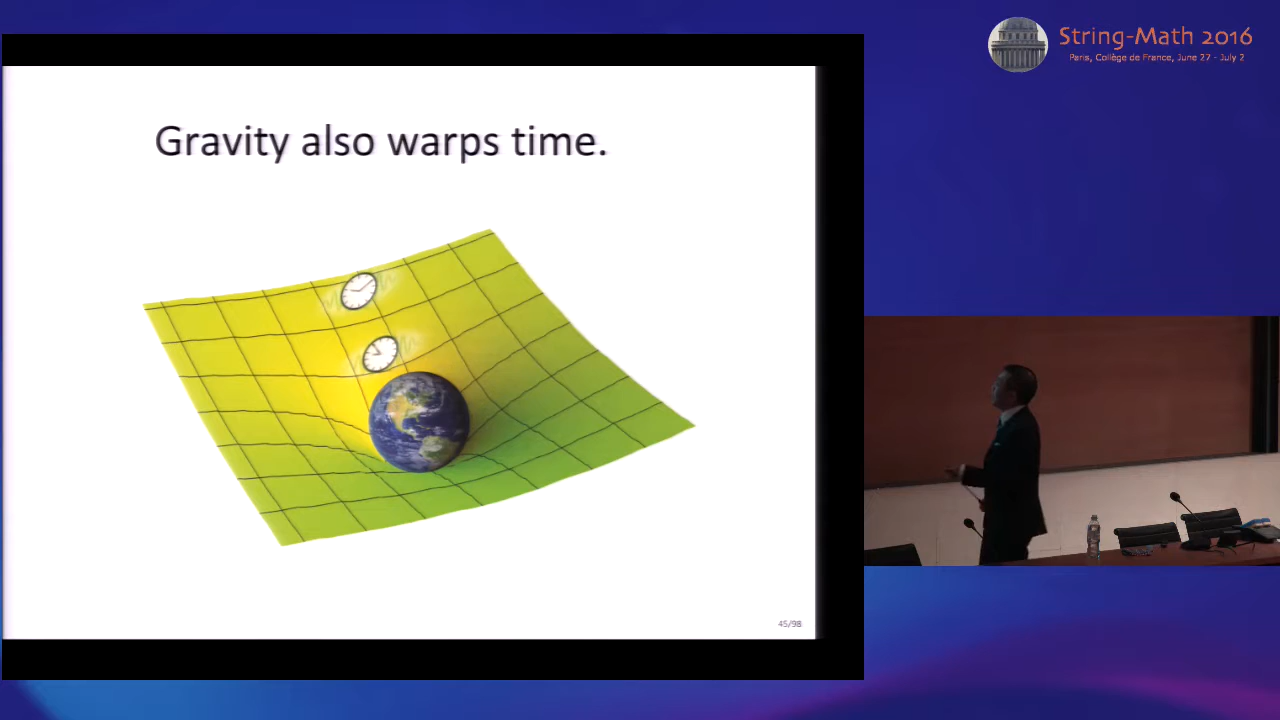 String-Math 2016
Paris, Collège de France, June 27 - July 2
Gravity also warps time.
45/98